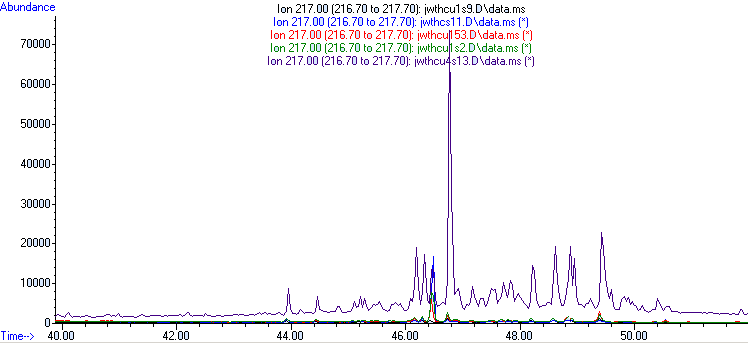 Abundance
Ion 217.00 (216.70 to 217.70): jwthcu1s9.D\data.ms
Ion 217.00 (216.70 to 217.70): jwthcs11.D\data.ms (*)
Ion 217.00 (216.70 to 217.70): jwthcu153.D\data.ms (*)
Ion 217.00 (216.70 to 217.70): jwthcu1s2.D\data.ms (*)
Ion 217.00 (216.70 to 217.70): jwthcu4s13.D\data.ms (*)
70000
60000
50000
40000
30000
20000
10000
0
40.00 42.00 44.00 46.00 48.00 50.00
Time-->